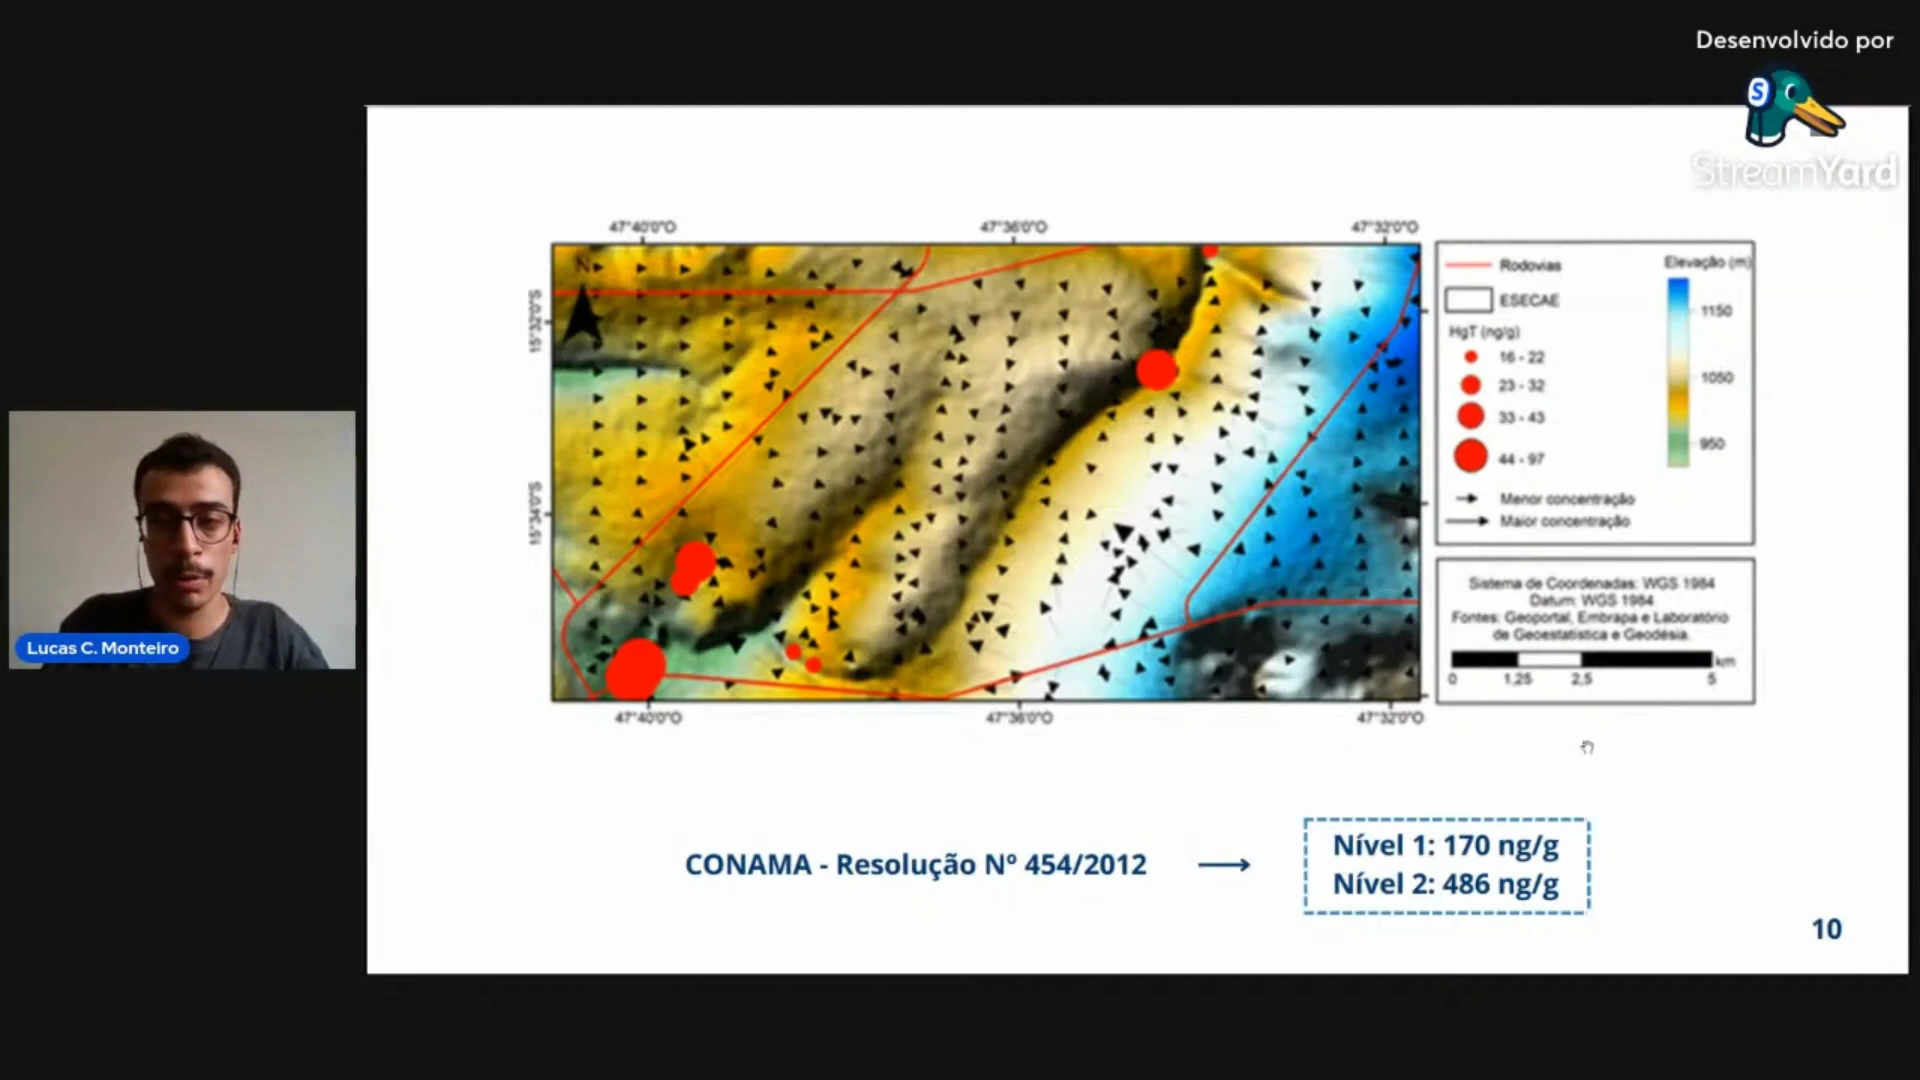 Desenvolvido por
S
StreamYard
47°40'0"O
47°36'0"O
47°32'0"O
N
15°32'0"S
15°34'0"S
47°40'0"O
47°36'0"O
47°32'0"O
Rodovias
ESECAE
HgT (ng/g)
16 - 22
23 - 32
33 - 43
44 - 97
Menor concentração
Maior concentração
Elevação (m)
1150
1050
950
Sistema de Coordenadas: WGS 1984
Datum: WGS 1984
Fontes: Geoportal, Embrapa e Laboratório
de Geoestatística e Geodésia.
km
0 1,25 2,5 5
Lucas C. Monteiro
CONAMA - Resolução Nº 454/2012
Nível 1: 170 ng/g
Nível 2: 486 ng/g
10